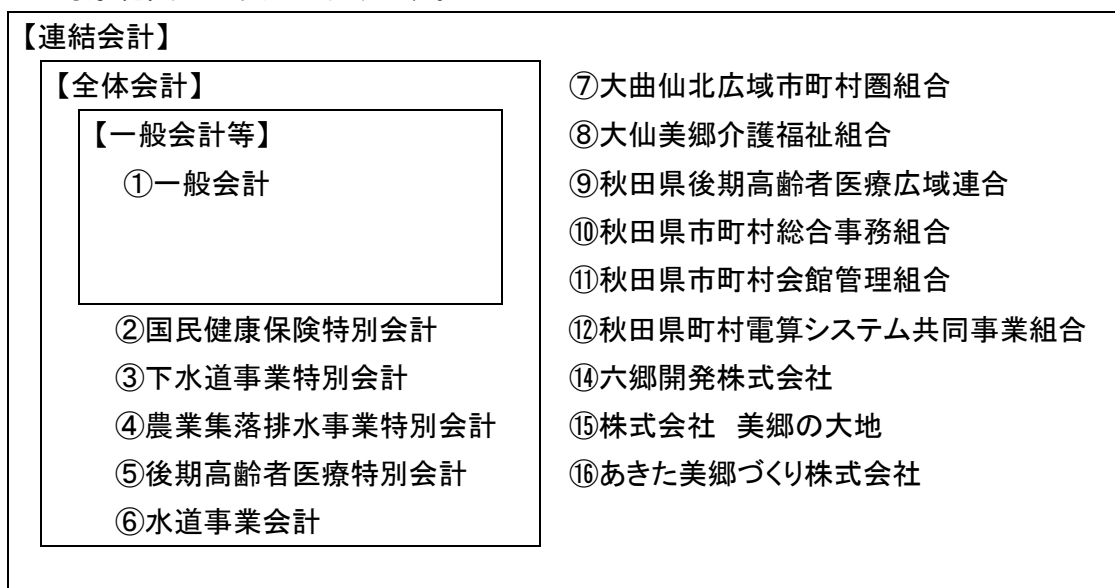 【連結会計】
【全体会計】
【一般会計等】
①一般会計
②国民健康保険特別会計
③下水道事業特別会計
④農業集落排水事業特別会計
⑤後期高齢者医療特別会計
⑥水道事業会計
⑦大曲仙北広域市町村圏組合
⑧大仙美郷介護福祉組合
⑨秋田県後期高齢者医療広域連合
⑩秋田県市町村総合事務組合
⑪秋田県市町村会館管理組合
⑫秋田県町村電算システム共同事業組合
⑭六郷開発株式会社
⑮株式会社　美郷の大地
⑯あきた美郷づくり株式会社